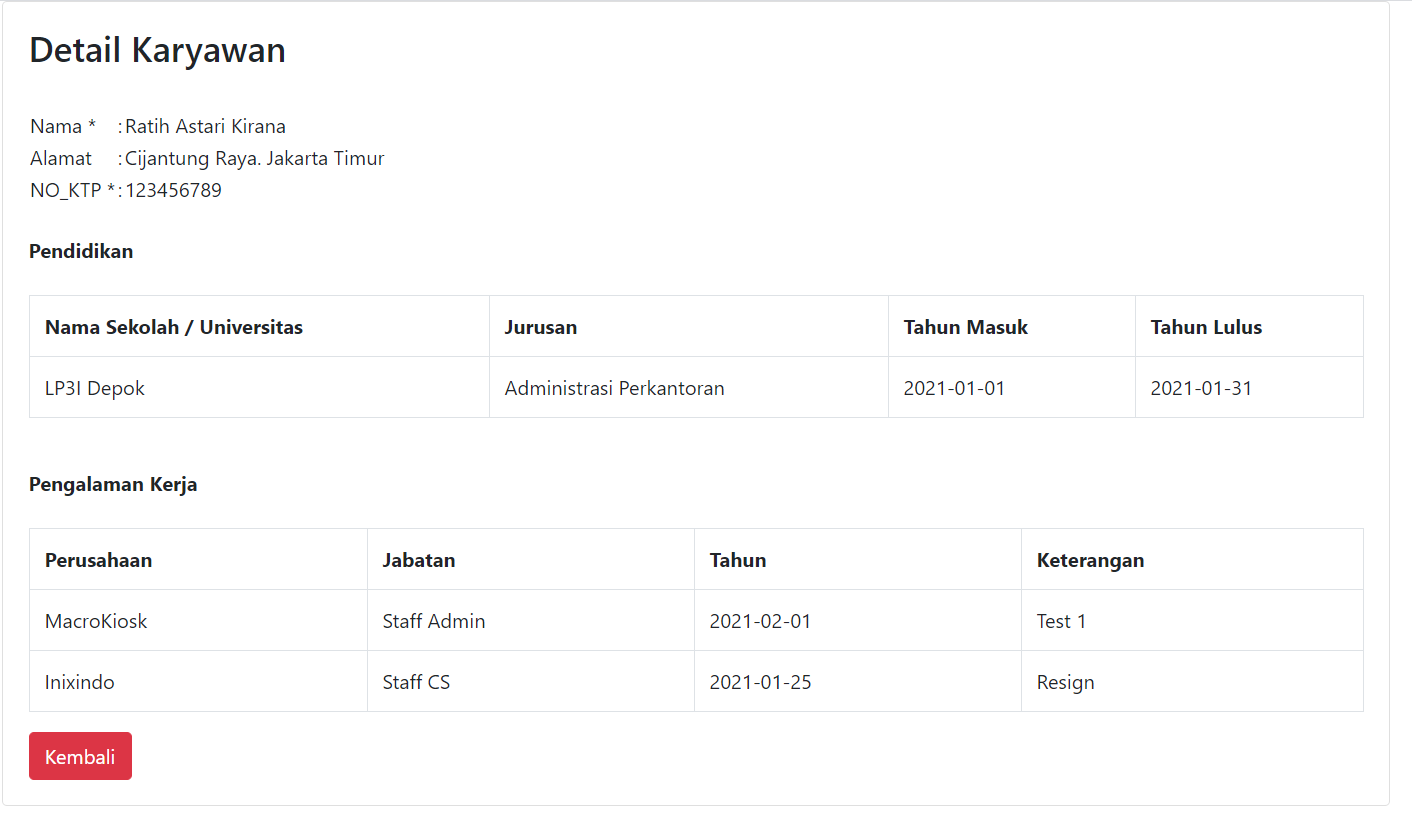 Detail Karyawan
Nama * : Ratih Astari Kirana
Alamat : Cijantung Raya. Jakarta Timur
NO_KTP * : 123456789
Pendidikan
Nama Sekolah / Universitas Jurusan Tahun Masuk Tahun Lulus
LP3I Depok Administrasi Perkantoran 2021-01-01 2021-01-31
Pengalaman Kerja
Perusahaan Jabatan Tahun Keterangan
MacroKiosk Staff Admin 2021-02-01 Test 1
Inixindo Staff CS 2021-01-25 Resign
Kembali